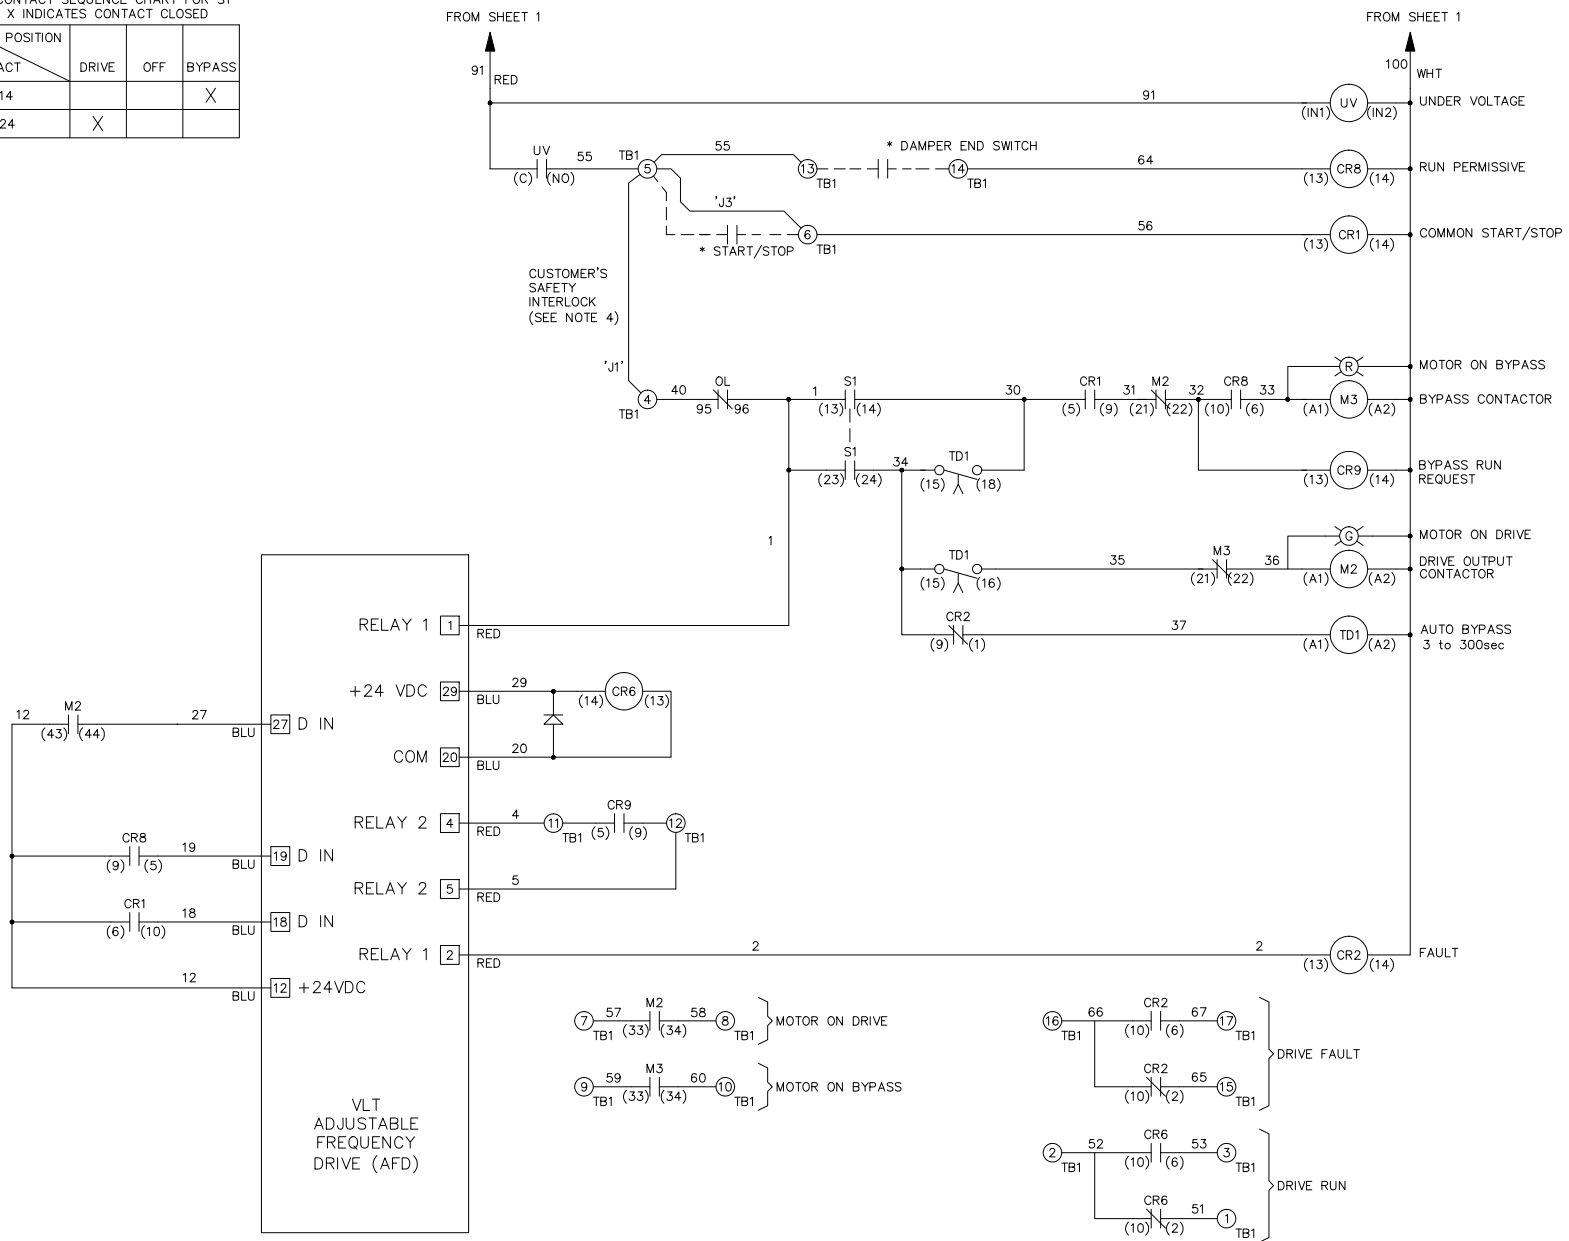 CONTACT SEQUENCE CHART FOR S1
X INDICATES CONTACT CLOSED
POSITION
ACT DRIVE OFF BYPASS
14 X
24 X
FROM SHEET 1 FROM SHEET 1
91 RED 100 WHT
91 (IN1) UV (IN2) UNDER VOLTAGE
UV 55 TB1 5 55 * DAMPER END SWITCH
(C) (NO) 13 TB1 14 TB1 64 (13) CR8 (14) RUN PERMISSIVE
'J3'
* START/STOP 6 TB1 56 (13) CR1 (14) COMMON START/STOP
CUSTOMER'S
SAFETY
INTERLOCK
(SEE NOTE 4)
'J1'
R MOTOR ON BYPASS
4 TB1 40 OL 95 96 1 S1 (13) (14) 30 CR1 (5) (9) 31 M2 (21) (22) 32 CR8 (10) (6) 33 (A1) M3 (A2) BYPASS CONTACTOR
S1 (23) (24) 34 TD1 (15) (18) (13) CR9 (14) BYPASS RUN
REQUEST
1
G MOTOR ON DRIVE
TD1 (15) (16) 35 M3 (21) (22) 36 (A1) M2 (A2) DRIVE OUTPUT
CONTACTOR
CR2 (9) (1) 37 (A1) TD1 (A2) AUTO BYPASS
3 to 300sec
RELAY 1 1 RED
+24 VDC 29 BLU 29 (14) CR6 (13)
12 M2 (43) (44) 27 BLU 27 D IN
COM 20 BLU 20
RELAY 2 4 RED 4 11 TB1 CR9 (5) (9) 12 TB1
CR8 (9) (5) 19 BLU 19 D IN
RELAY 2 5 RED 5
CR1 (6) (10) 18 BLU 18 D IN
RELAY 1 2 RED 2 2 (13) CR2 (14) FAULT
12 BLU 12 +24VDC
7 TB1 57 M2 (33) (34) 58 8 TB1 MOTOR ON DRIVE
16 TB1 66 CR2 (10) (6) 67 17 TB1
DRIVE FAULT
9 TB1 59 M3 (33) (34) 60 10 TB1 MOTOR ON BYPASS
CR2 (10) (2) 65 15 TB1
VLT
ADJUSTABLE
FREQUENCY
DRIVE (AFD)
2 TB1 52 CR6 (10) (6) 53 3 TB1
DRIVE RUN
CR6 (10) (2) 51 1 TB1